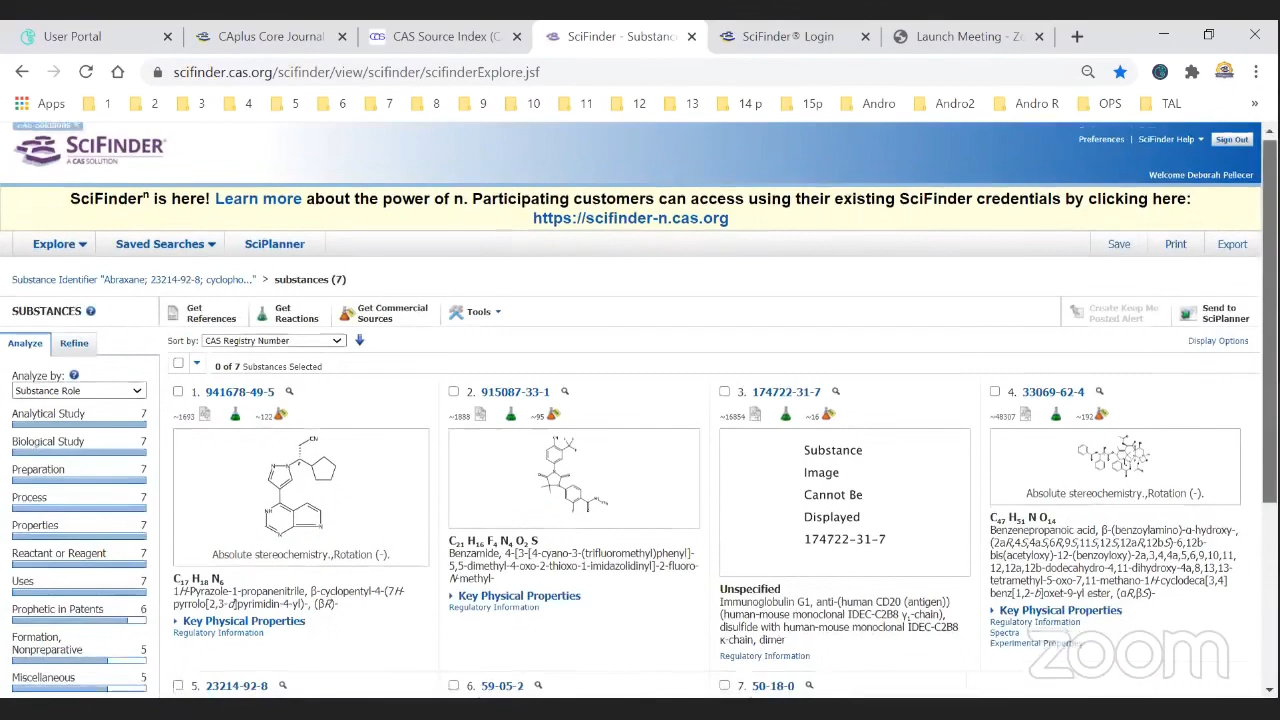 User Portal
CAplus Core Journal
CAS Source Index (C
SciFinder - Substanc
SciFinder® Login
Launch Meeting - Zo
scifinder.cas.org/scifinder/view/scifinder/scifinderExplore.jsf
Apps 1 2 3 4 5 6 7 8 9 10 11 12 13 14 p 15p Andro Andro2 Andro R OPS TAL »
SCIFINDER®
A CAS SOLUTION
Preferences | SciFinder Help Sign Out
Welcome Deborah Pellecer
SciFinderⁿ is here! Learn more about the power of n. Participating customers can access using their existing SciFinder credentials by clicking here:
https://scifinder-n.cas.org
Explore Saved Searches SciPlanner Save Print Export
Substance Identifier "Abraxane; 23214-92-8; cyclopho..." > substances (7)
SUBSTANCES
Get References
Get Reactions
Get Commercial Sources
Tools
Create Keep Me Posted Alert
Send to SciPlanner
Analyze Refine
Sort by: CAS Registry Number
Display Options
0 of 7 Substances Selected
Analyze by:
Substance Role
Analytical Study 7
Biological Study 7
Preparation 7
Process 7
Properties 7
Reactant or Reagent 7
Uses 7
Prophetic in Patents 6
Formation, Nonpreparative 5
Miscellaneous 5
1. 941678-49-5
~1693 ~122
CN
Absolute stereochemistry.,Rotation (-).
C17 H18 N6
1H-Pyrazole-1-propanenitrile, β-cyclopentyl-4-(7H-
pyrrolo[2,3-d]pyrimidin-4-yl)-, (βR)-
Key Physical Properties
Regulatory Information
2. 915087-33-1
~1888 ~95
C21 H16 F4 N4 O2 S
Benzamide, 4-[3-[4-cyano-3-(trifluoromethyl)phenyl]-
5,5-dimethyl-4-oxo-2-thioxo-1-imidazolidinyl]-2-fluoro-
N-methyl-
Key Physical Properties
Regulatory Information
3. 174722-31-7
~16854 ~16
Substance
Image
Cannot Be
Displayed
174722-31-7
Unspecified
Immunoglobulin G1, anti-(human CD20 (antigen))
(human-mouse monoclonal IDEC-C2B8 γ1-chain),
disulfide with human-mouse monoclonal IDEC-C2B8
κ-chain, dimer
Regulatory Information
4. 33069-62-4
~48307 ~192
Absolute stereochemistry.,Rotation (-).
C47 H51 N O14
Benzenepropanoic acid, β-(benzoylamino)-α-hydroxy-,
(2aR,4S,4aS,6R,9S,11S,12S,12aR,12bS)-6,12b-
bis(acetyloxy)-12-(benzoyloxy)-2a,3,4,4a,5,6,9,10,11,
12,12a,12b-dodecahydro-4,11-dihydroxy-4a,8,13,13-
tetramethyl-5-oxo-7,11-methano-1H-cyclodeca[3,4]
benz[1,2-b]oxet-9-yl ester, (αR,βS)-
Key Physical Properties
Regulatory Information
Spectra
Experimental Properties
5. 23214-92-8
6. 59-05-2
7. 50-18-0
zoom